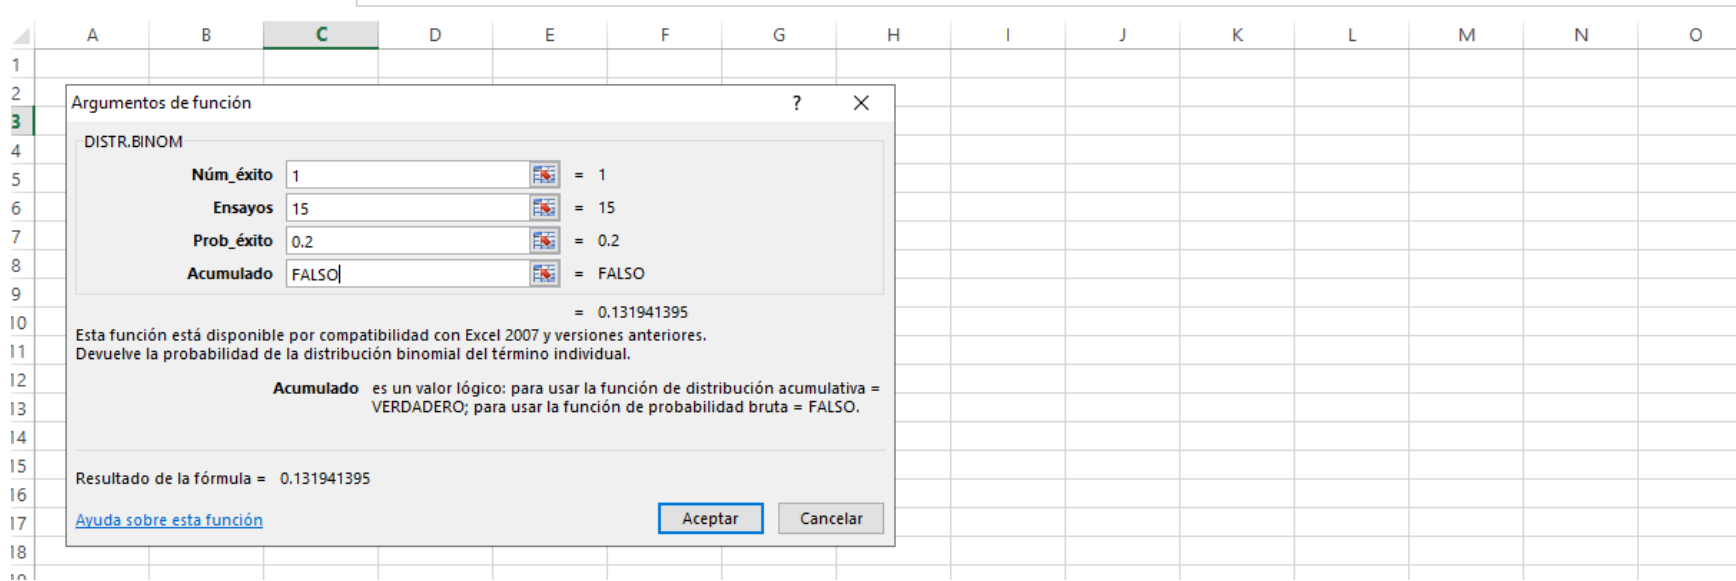 A B C D E F G H I J K L M N O
1
2
Argumentos de función ? X
3
DISTR.BINOM
4
Núm_éxito 1 = 1
5
Ensayos 15 = 15
6
Prob_éxito 0.2 = 0.2
7
Acumulado FALSO = FALSO
8
9
= 0.131941395
10
Esta función está disponible por compatibilidad con Excel 2007 y versiones anteriores.
11
Devuelve la probabilidad de la distribución binomial del término individual.
12
Acumulado es un valor lógico: para usar la función de distribución acumulativa =
13
VERDADERO; para usar la función de probabilidad bruta = FALSO.
14
15
Resultado de la fórmula = 0.131941395
16
17
Ayuda sobre esta función Aceptar Cancelar
18